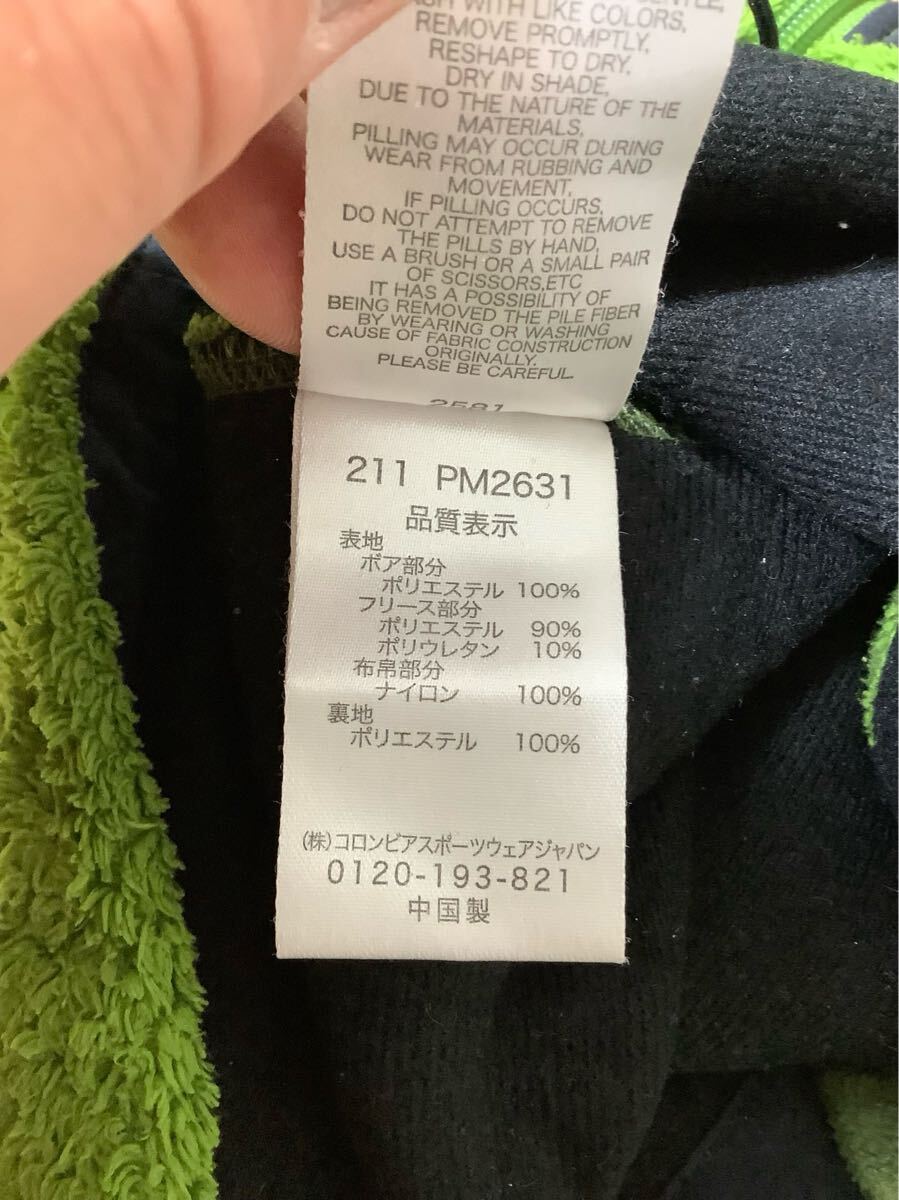 WITH LIKE COLORS,
REMOVE PROMPTLY,
RESHAPE TO DRY,
DRY IN SHADE,
DUE TO THE NATURE OF THE
MATERIALS,
PILLING MAY OCCUR DURING
WEAR FROM RUBBING AND
MOVEMENT,
IF PILLING OCCURS,
DO NOT ATTEMPT TO REMOVE
THE PILLS BY HAND,
USE A BRUSH OR A SMALL PAIR
OF SCISSORS,ETC
IT HAS A POSSIBILITY OF
BEING REMOVED THE PILE FIBER
BY WEARING OR WASHING
CAUSE OF FABRIC CONSTRUCTION
ORIGINALLY.
PLEASE BE CAREFUL.
211 PM2631
品質表示
表地
ボア部分
ポリエステル 100%
フリース部分
ポリエステル 90%
ポリウレタン 10%
布帛部分
ナイロン 100%
裏地
ポリエステル 100%
(株)コロンビアスポーツウェアジャパン
0120-193-821
中国製